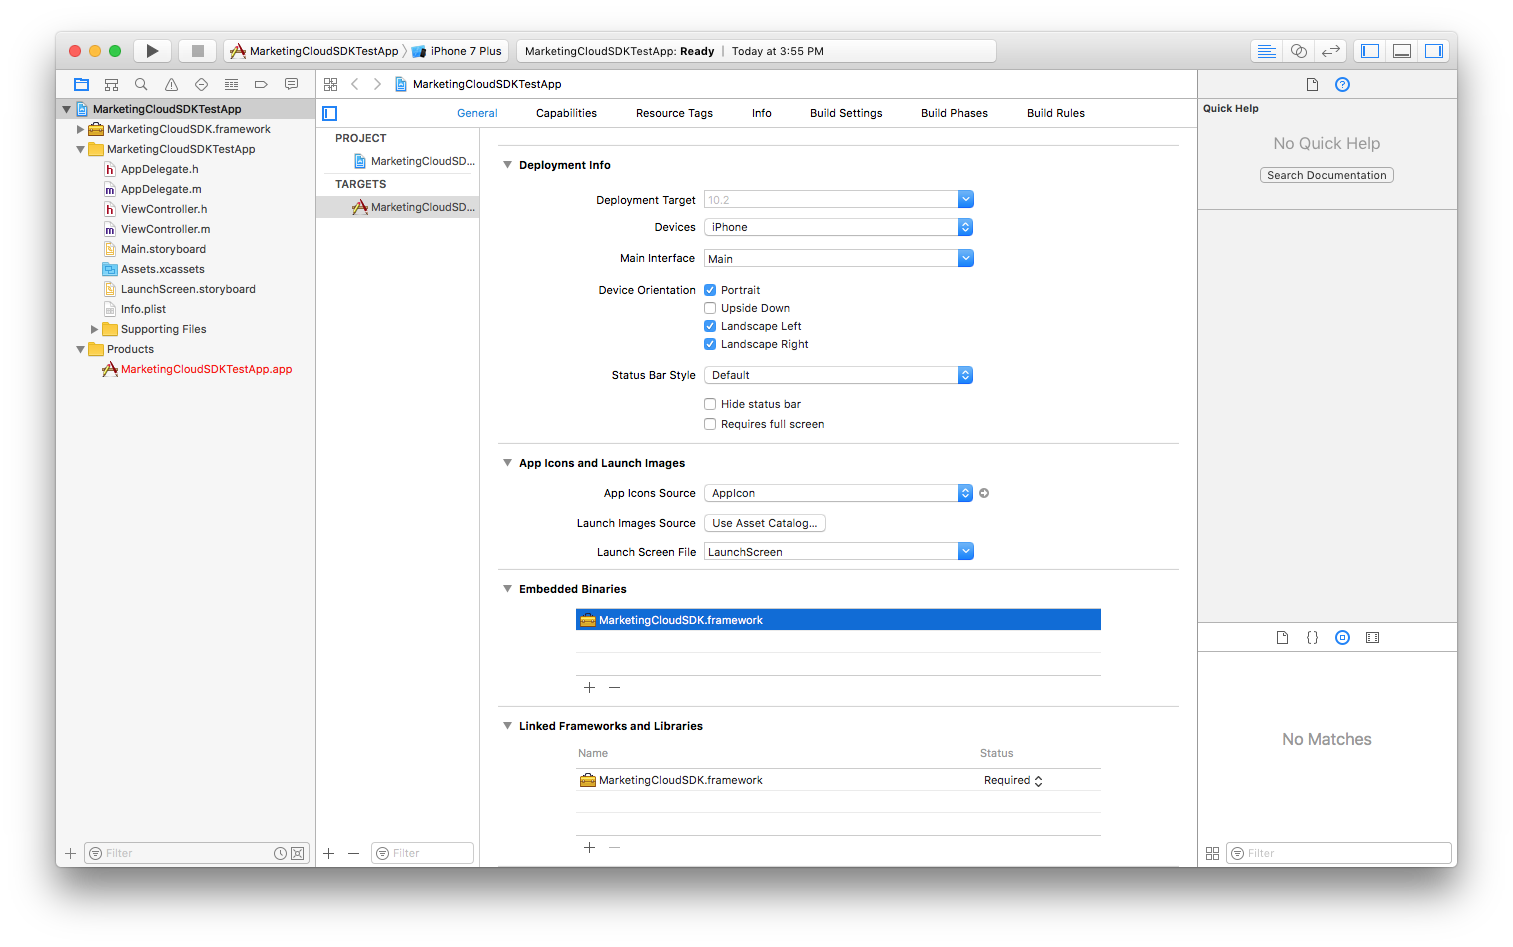 MarketingCloudSDKTestApp
iPhone 7 Plus
MarketingCloudSDKTestApp: Ready | Today at 3:55 PM
MarketingCloudSDKTestApp
MarketingCloudSDK.framework
MarketingCloudSDKTestApp
h AppDelegate.h
m AppDelegate.m
h ViewController.h
m ViewController.m
Main.storyboard
Assets.xcassets
LaunchScreen.storyboard
Info.plist
Supporting Files
Products
MarketingCloudSDKTestApp.app
Filter
MarketingCloudSDKTestApp
General Capabilities Resource Tags Info Build Settings Build Phases Build Rules
PROJECT
MarketingCloudSD...
TARGETS
MarketingCloudSD...
Filter
Deployment Info
Deployment Target 10.2
Devices iPhone
Main Interface Main
Device Orientation Portrait
Upside Down
Landscape Left
Landscape Right
Status Bar Style Default
Hide status bar
Requires full screen
App Icons and Launch Images
App Icons Source AppIcon
Launch Images Source Use Asset Catalog...
Launch Screen File LaunchScreen
Embedded Binaries
MarketingCloudSDK.framework
Linked Frameworks and Libraries
Name Status
MarketingCloudSDK.framework Required
Quick Help
No Quick Help
Search Documentation
{ }
No Matches
Filter